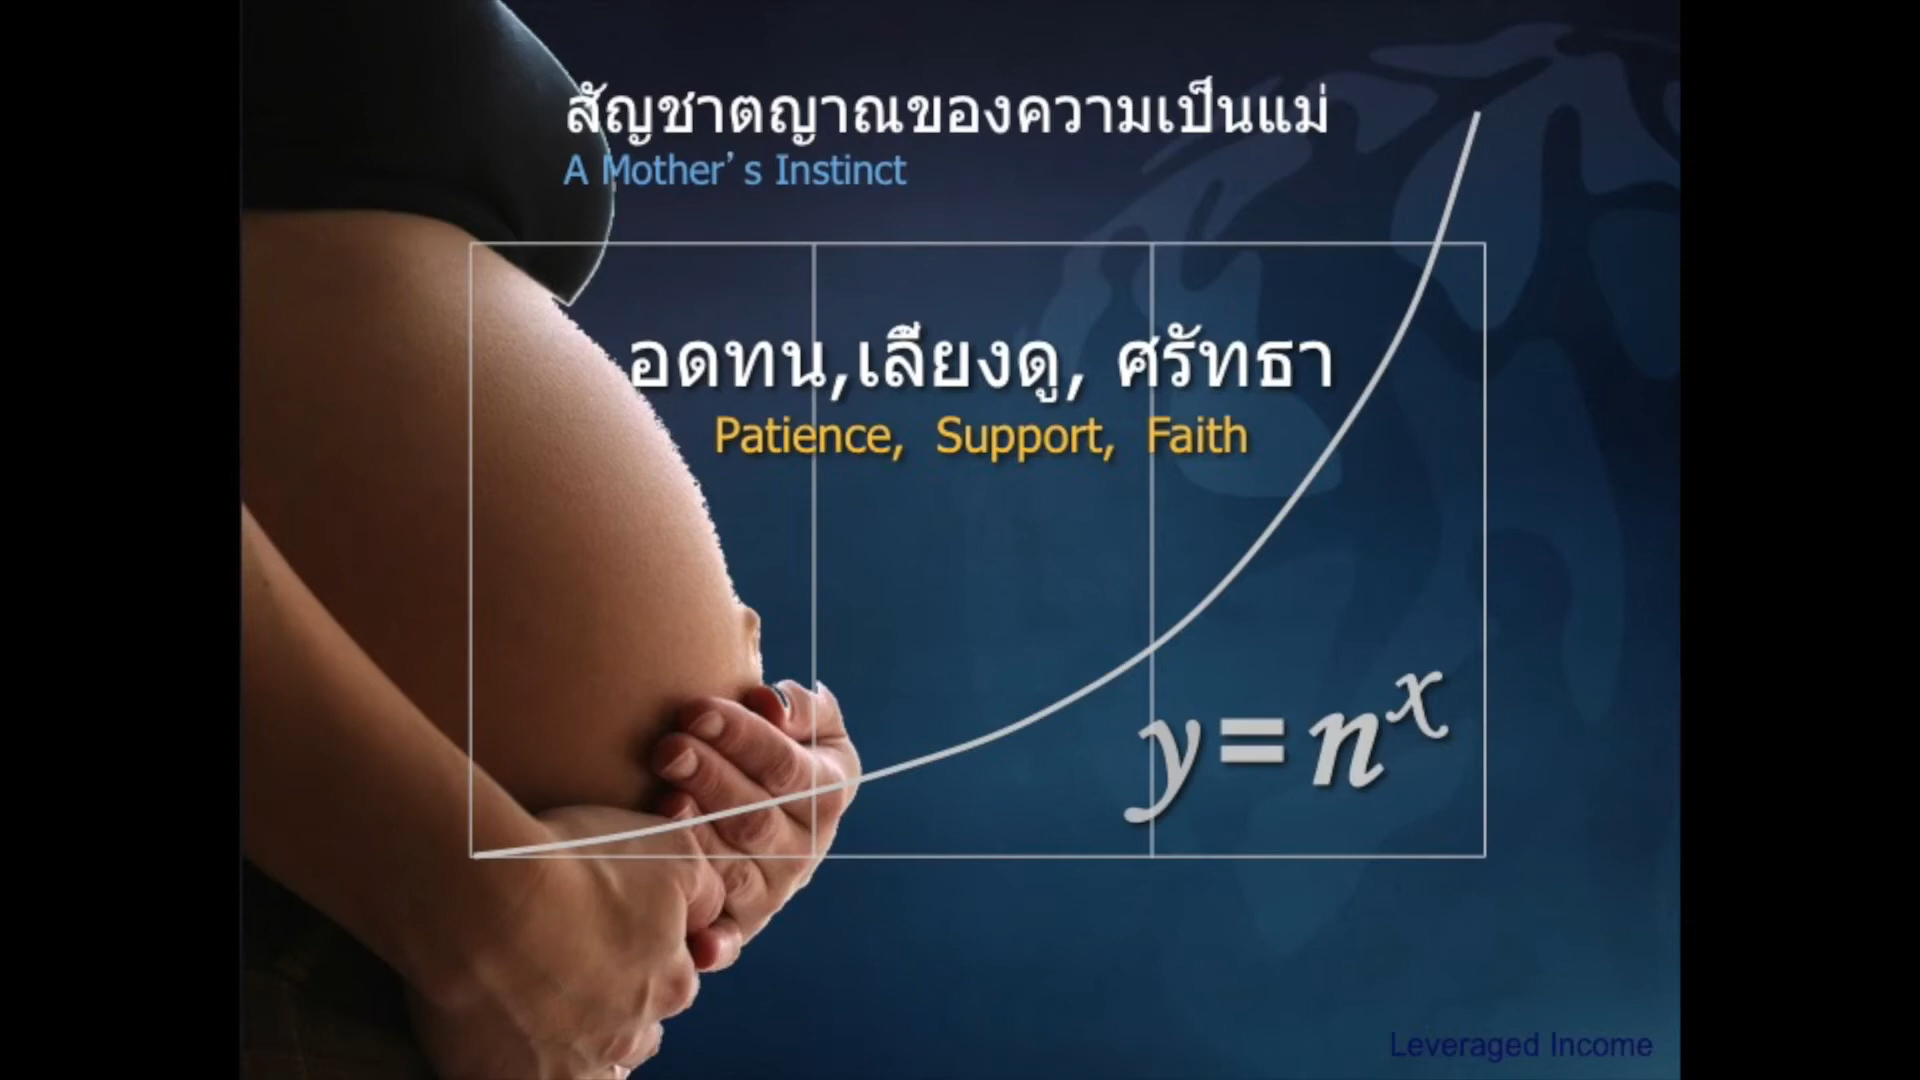 สัญชาตญาณของความเป็นแม่
A Mother's Instinct
อดทน,เลี้ยงดู, ศรัทธา
Patience, Support, Faith
y=nˣ
Leveraged Income